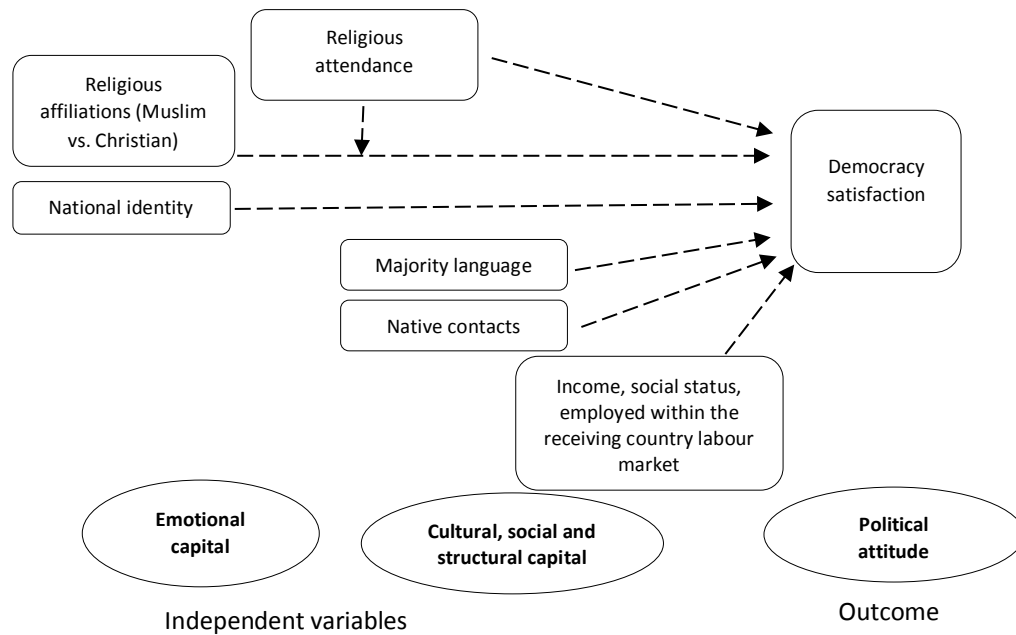 Religious
attendance
Religious
affiliations (Muslim
vs. Christian)
National identity
Democracy
satisfaction
Majority language
Native contacts
Income, social status,
employed within the
receiving country labour
market
Emotional
capital
Cultural, social and
structural capital
Political
attitude
Independent variables
Outcome